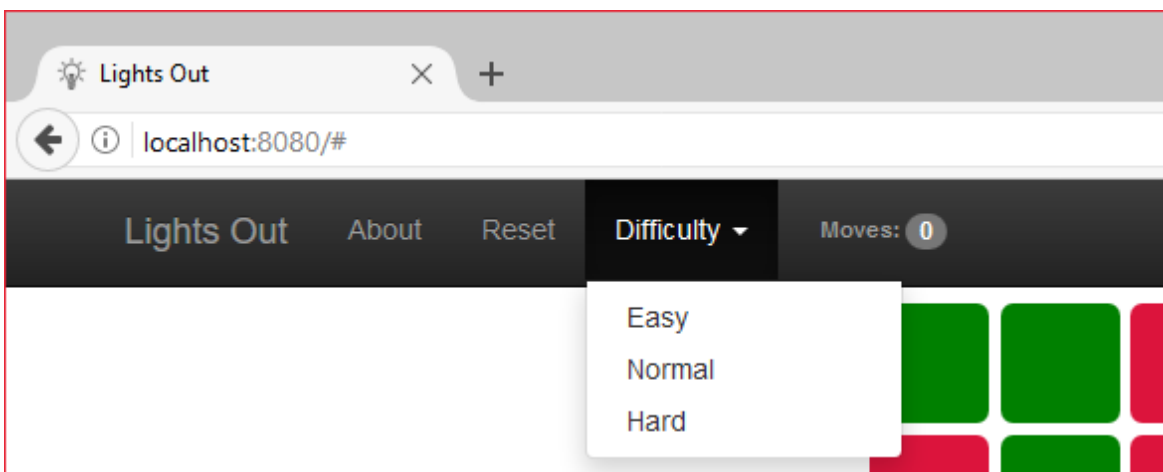 Lights Out
localhost:8080/#
Lights Out About Reset Difficulty Moves: 0
Easy
Normal
Hard